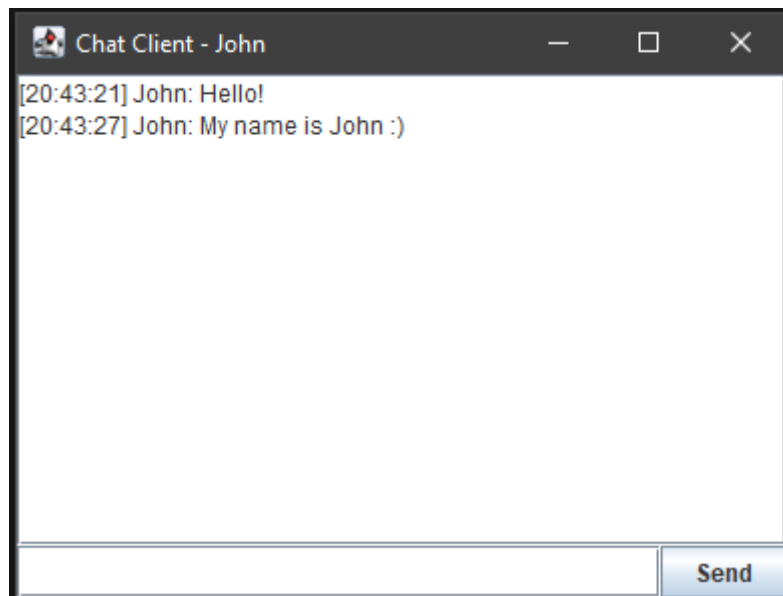 Chat Client - John
[20:43:21] John: Hello!
[20:43:27] John: My name is John :)
Send